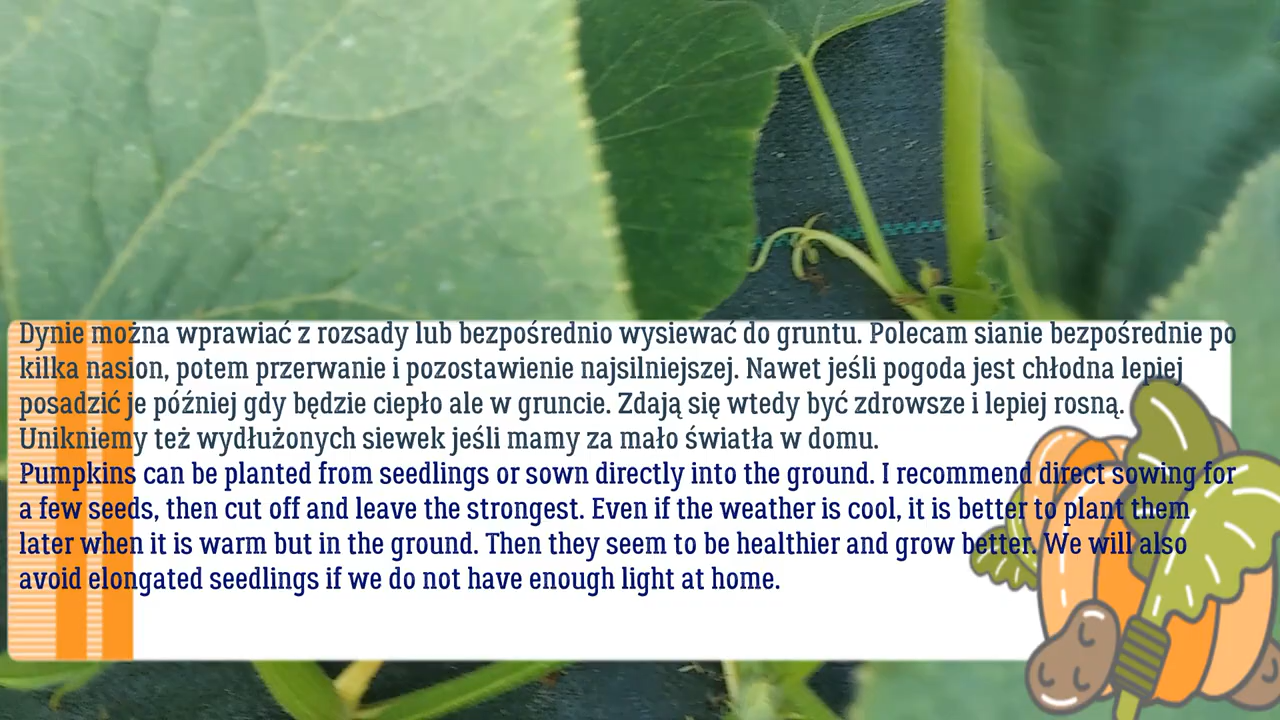 Dynie można wprawiać z rozsady lub bezpośrednio wysiewać do gruntu. Polecam sianie bezpośrednie po
kilka nasion, potem przerwanie i pozostawienie najsilniejszej. Nawet jeśli pogoda jest chłodna lepiej
posadzić je później gdy będzie ciepło ale w gruncie. Zdają się wtedy być zdrowsze i lepiej rosną.
Unikniemy też wydłużonych siewek jeśli mamy za mało światła w domu.
Pumpkins can be planted from seedlings or sown directly into the ground. I recommend direct sowing for
a few seeds, then cut off and leave the strongest. Even if the weather is cool, it is better to plant them
later when it is warm but in the ground. Then they seem to be healthier and grow better. We will also
avoid elongated seedlings if we do not have enough light at home.